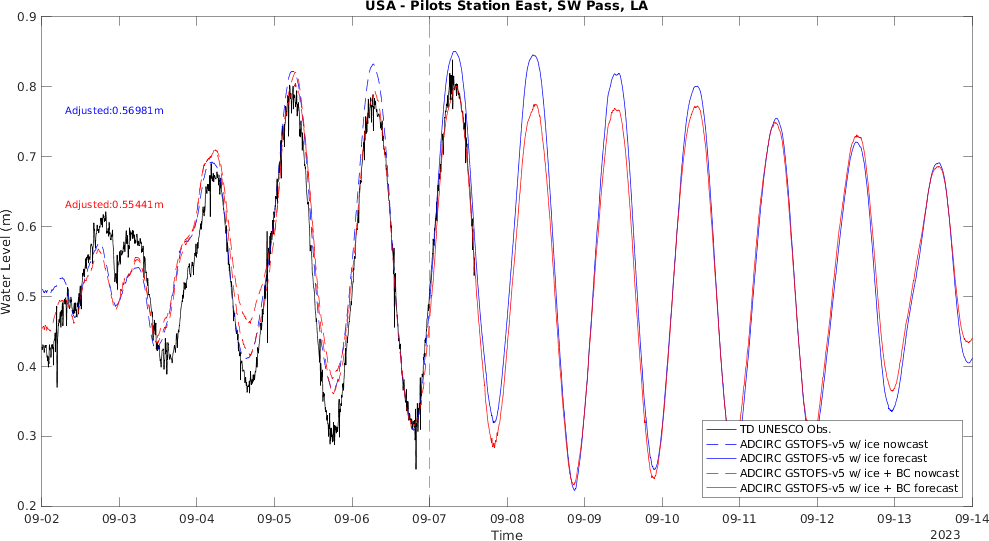 USA - Pilots Station East, SW Pass, LA
0.9
0.8
0.7
0.6
0.5
0.4
0.3
0.2
Water Level (m)
Adjusted:0.56981m
Adjusted:0.55441m
TD UNESCO Obs.
ADCIRC GSTOFS-v5 w/ ice nowcast
ADCIRC GSTOFS-v5 w/ ice forecast
ADCIRC GSTOFS-v5 w/ ice + BC nowcast
ADCIRC GSTOFS-v5 w/ ice + BC forecast
09-02 09-03 09-04 09-05 09-06 09-07 09-08 09-09 09-10 09-11 09-12 09-13 09-14
Time
2023